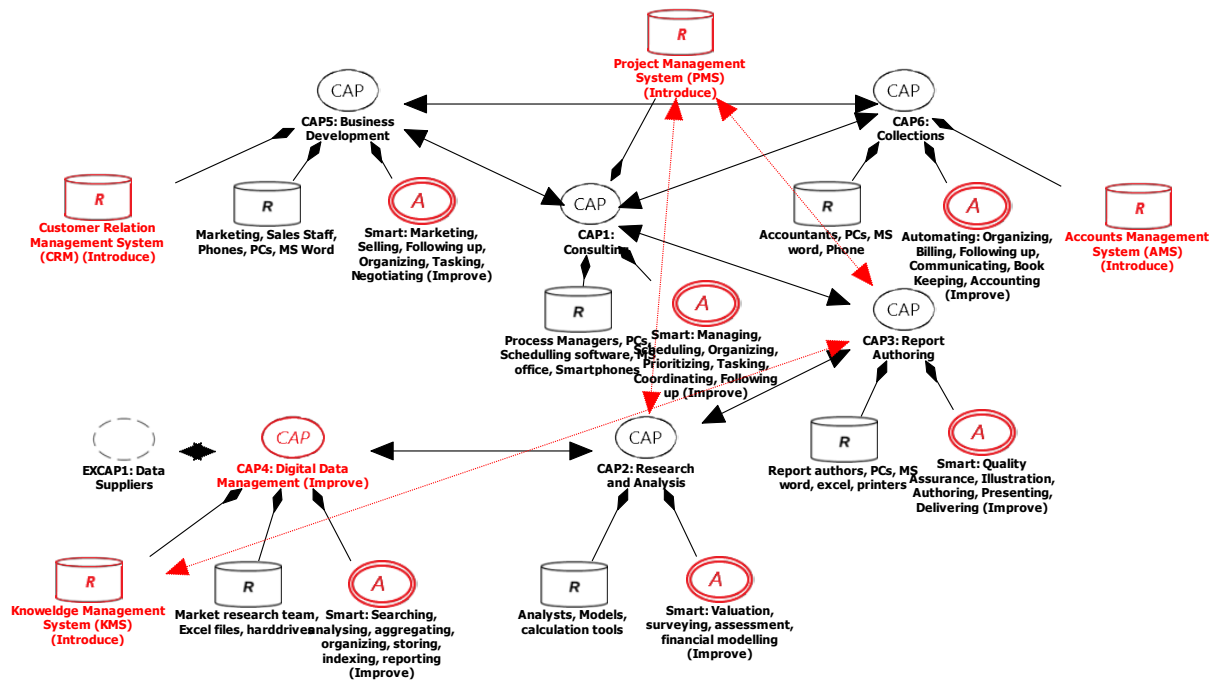 R
Project Management
System (PMS)
(Introduce)
CAP
CAP5: Business
Development
CAP
CAP6:
Collections
R
Customer Relation
Management System
(CRM) (Introduce)
R
Marketing, Sales Staff,
Phones, PCs, MS Word
A
Smart: Marketing,
Selling, Following up,
Organizing, Tasking,
Negotiating (Improve)
CAP
CAP1:
Consulting
R
Accountants, PCs, MS
word, Phone
A
Automating: Organizing,
Billing, Following up,
Communicating, Book
Keeping, Accounting
(Improve)
R
Accounts Management
System (AMS)
(Introduce)
R
Process Managers, PCs,
Schedulling software, MS
office, Smartphones
A
Smart: Managing,
Scheduling, Organizing,
Prioritizing, Tasking,
Coordinating, Following
up (Improve)
CAP
CAP3: Report
Authoring
EXCAP1: Data
Suppliers
CAP
CAP4: Digital Data
Management (Improve)
CAP
CAP2: Research
and Analysis
R
Report authors, PCs, MS
word, excel, printers
A
Smart: Quality
Assurance, Illustration,
Authoring, Presenting,
Delivering (Improve)
R
Knoweldge Management
System (KMS)
(Introduce)
R
Market research team,
Excel files, harddrives
A
Smart: Searching,
analysing, aggregating,
organizing, storing,
indexing, reporting
(Improve)
R
Analysts, Models,
calculation tools
A
Smart: Valuation,
surveying, assessment,
financial modelling
(Improve)